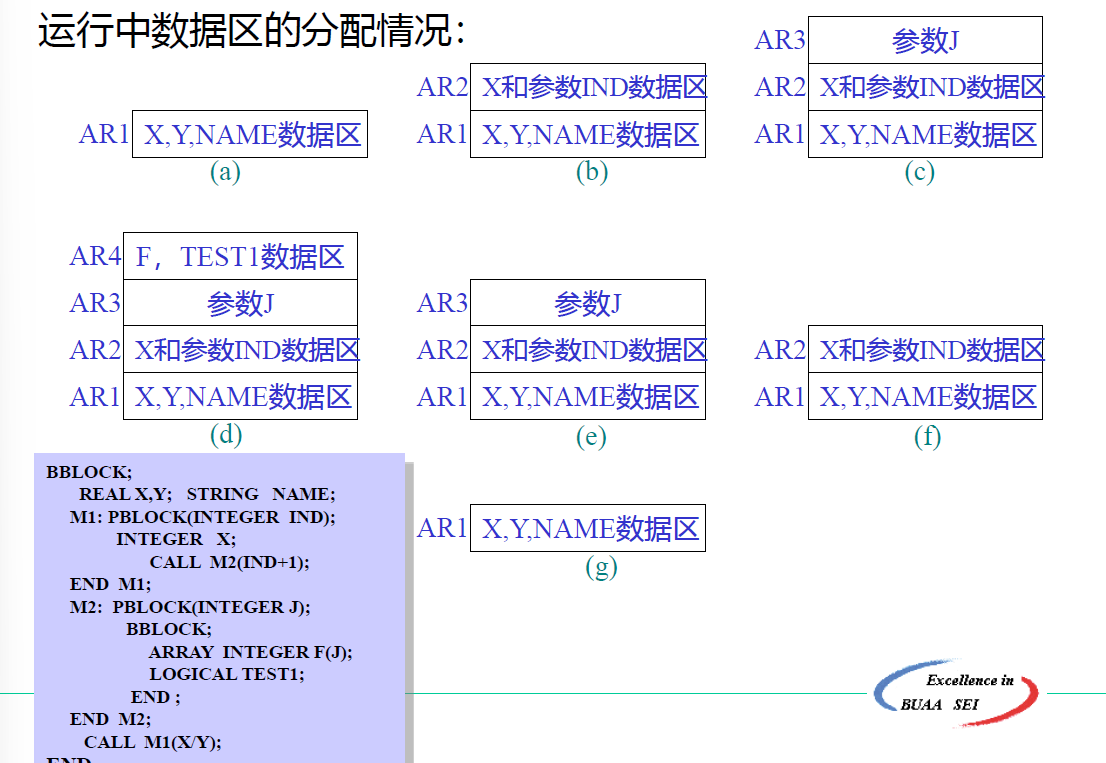 运行中数据区的分配情况：
AR1 X,Y,NAME数据区
(a)
AR2 X和参数IND数据区
AR1 X,Y,NAME数据区
(b)
AR3 参数J
AR2 X和参数IND数据区
AR1 X,Y,NAME数据区
(c)
AR4 F，TEST1数据区
AR3 参数J
AR2 X和参数IND数据区
AR1 X,Y,NAME数据区
(d)
AR3 参数J
AR2 X和参数IND数据区
AR1 X,Y,NAME数据区
(e)
AR2 X和参数IND数据区
AR1 X,Y,NAME数据区
(f)
AR1 X,Y,NAME数据区
(g)
BBLOCK;
REAL X,Y; STRING NAME;
M1: PBLOCK(INTEGER IND);
INTEGER X;
CALL M2(IND+1);
END M1;
M2: PBLOCK(INTEGER J);
BBLOCK;
ARRAY INTEGER F(J);
LOGICAL TEST1;
END ;
END M2;
CALL M1(X/Y);
END
Excellence in
BUAA SEI